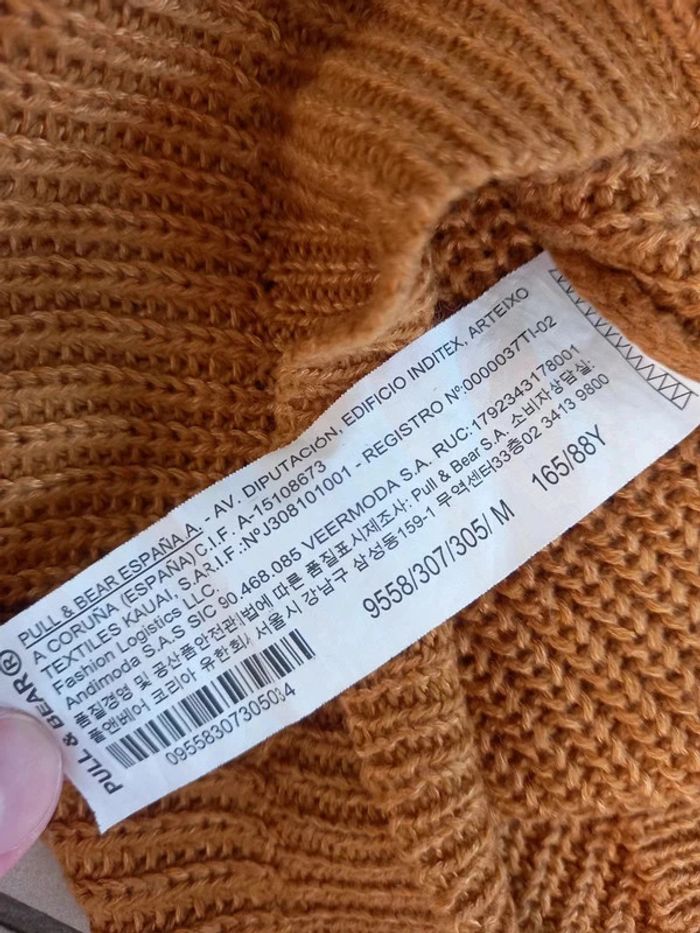 PULL & BEAR®
PULL & BEAR ESPAÑA,A.- AV. DIPUTACIÓN, EDIFICIO INDITEX, ARTEIXO
A CORUÑA (ESPAÑA) C.I.F. A-15108673
TEXTILES KAUAI, S.A R.I.F.:NºJ308101001 - REGISTRO Nº:0000037TI-02
Fashion Logistics LLC.
Andimoda S.A.S SIC 90.468.085 VEERMODA S.A. RUC:1792343178001
품질경영 및 공산품안전관리법에 따른 품질표시제조사: Pull & Bear S.A. 소비자상담실:
풀앤베어 코리아 유한회 서울시 강남구 삼성동159-1 무역센터33층02 3413 9800
9558/307/305/ M 165/88Y
09558307305034